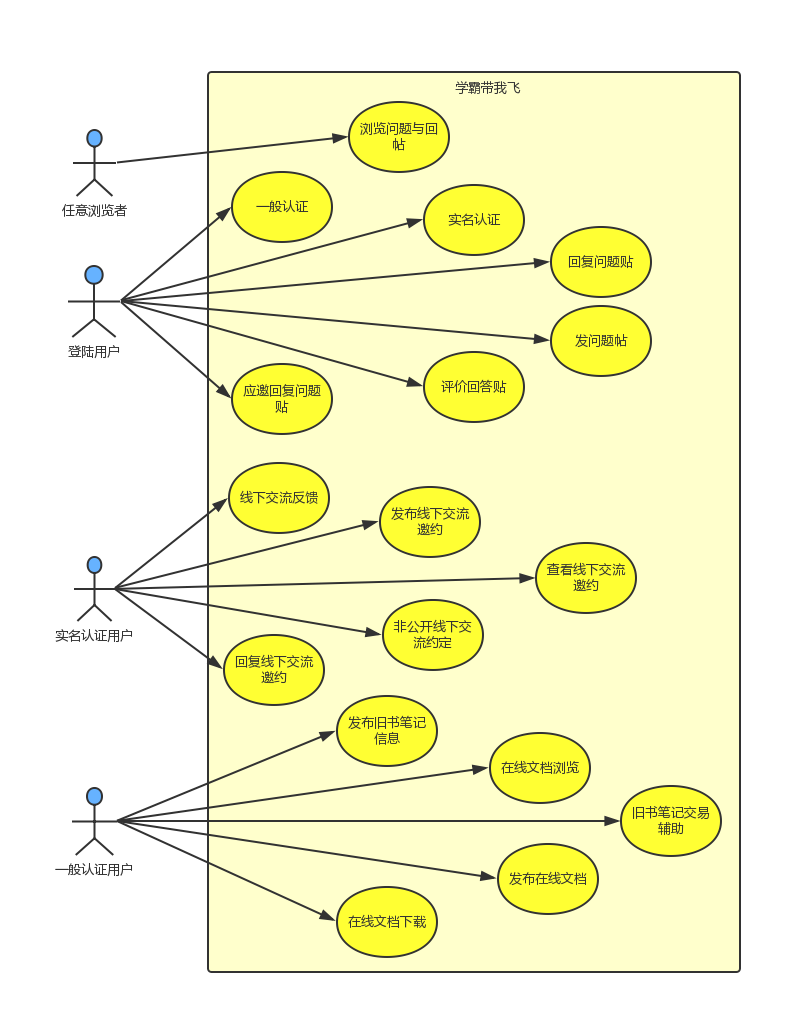 学霸带我飞
浏览问题与回
帖
任意浏览者
一般认证
实名认证
回复问题贴
发问题帖
登陆用户
评价回答贴
应邀回复问题
贴
线下交流反馈
发布线下交流
邀约
查看线下交流
邀约
实名认证用户
非公开线下交
流约定
回复线下交流
邀约
发布旧书笔记
信息
在线文档浏览
旧书笔记交易
辅助
一般认证用户
发布在线文档
在线文档下载